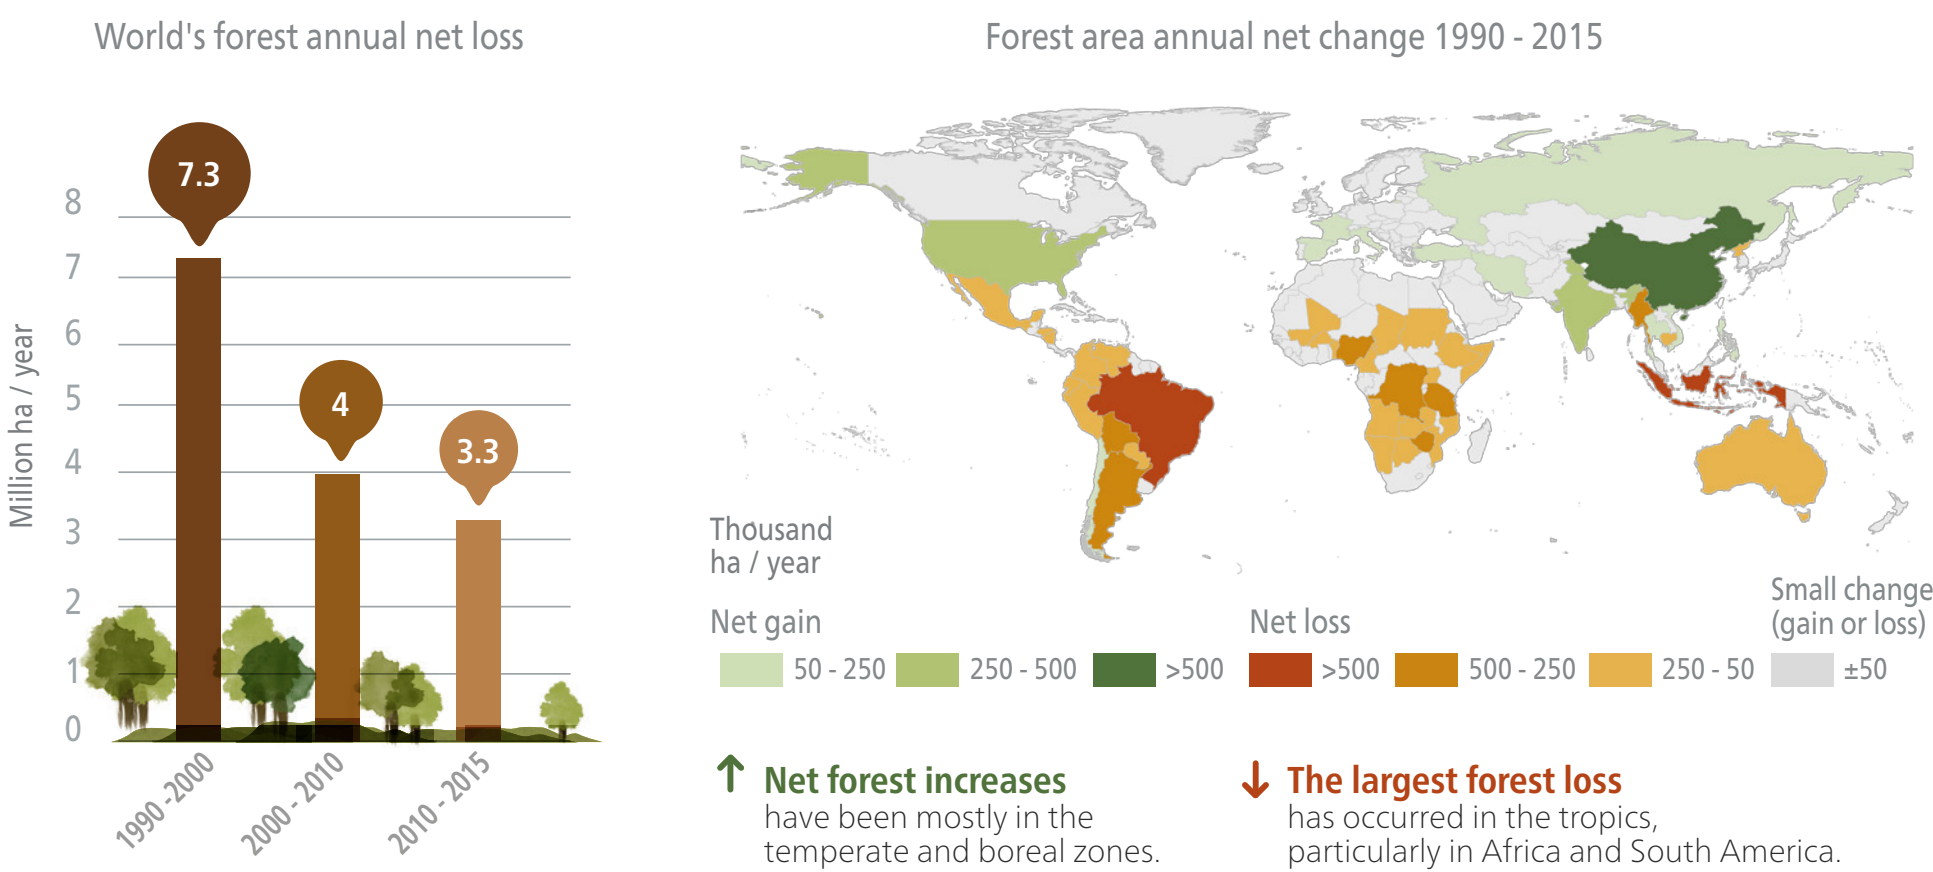 World's forest annual net loss
7.3
4
3.3
8
7
6
5
4
3
2
1
0
Million ha / year
1990 -2000
2000 - 2010
2010 - 2015
Forest area annual net change 1990 - 2015
Thousand
ha / year
Net gain
50 - 250
250 - 500
>500
Net loss
>500
500 - 250
250 - 50
Small change
(gain or loss)
±50
↑ Net forest increases
have been mostly in the
temperate and boreal zones.
↓ The largest forest loss
has occurred in the tropics,
particularly in Africa and South America.